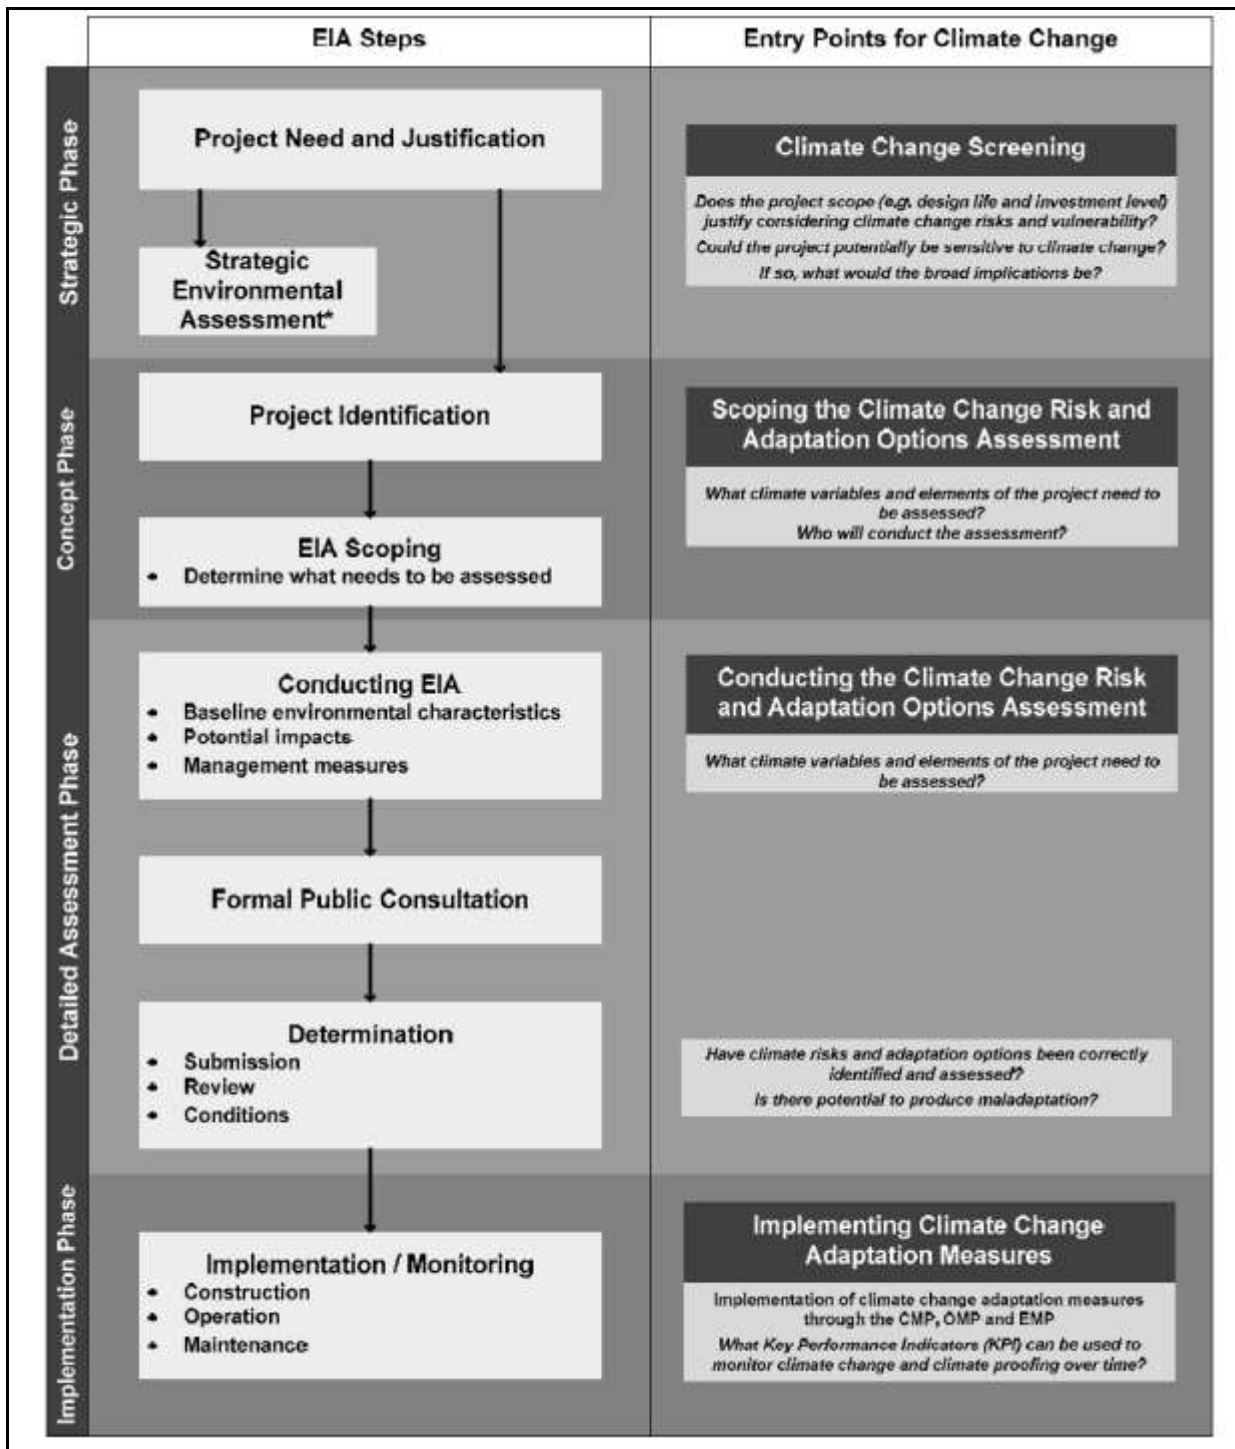 EIA Steps
Entry Points for Climate Change
Strategic Phase
Project Need and Justification
Strategic
Environmental
Assessment*
Climate Change Screening
Does the project scope (e.g. design life and investment level)
justify considering climate change risks and vulnerability?
Could the project potentially be sensitive to climate change?
If so, what would the broad implications be?
Concept Phase
Project Identification
EIA Scoping
• Determine what needs to be assessed
Scoping the Climate Change Risk and
Adaptation Options Assessment
What climate variables and elements of the project need to
be assessed?
Who will conduct the assessment?
Detailed Assessment Phase
Conducting EIA
• Baseline environmental characteristics
• Potential impacts
• Management measures
Conducting the Climate Change Risk
and Adaptation Options Assessment
What climate variables and elements of the project need to
be assessed?
Formal Public Consultation
Determination
• Submission
• Review
• Conditions
Have climate risks and adaptation options been correctly
identified and assessed?
Is there potential to produce maladaptation?
Implementation Phase
Implementation / Monitoring
• Construction
• Operation
• Maintenance
Implementing Climate Change
Adaptation Measures
Implementation of climate change adaptation measures
through the CMP, OMP and EMP
What Key Performance Indicators (KPI) can be used to
monitor climate change and climate proofing over time?